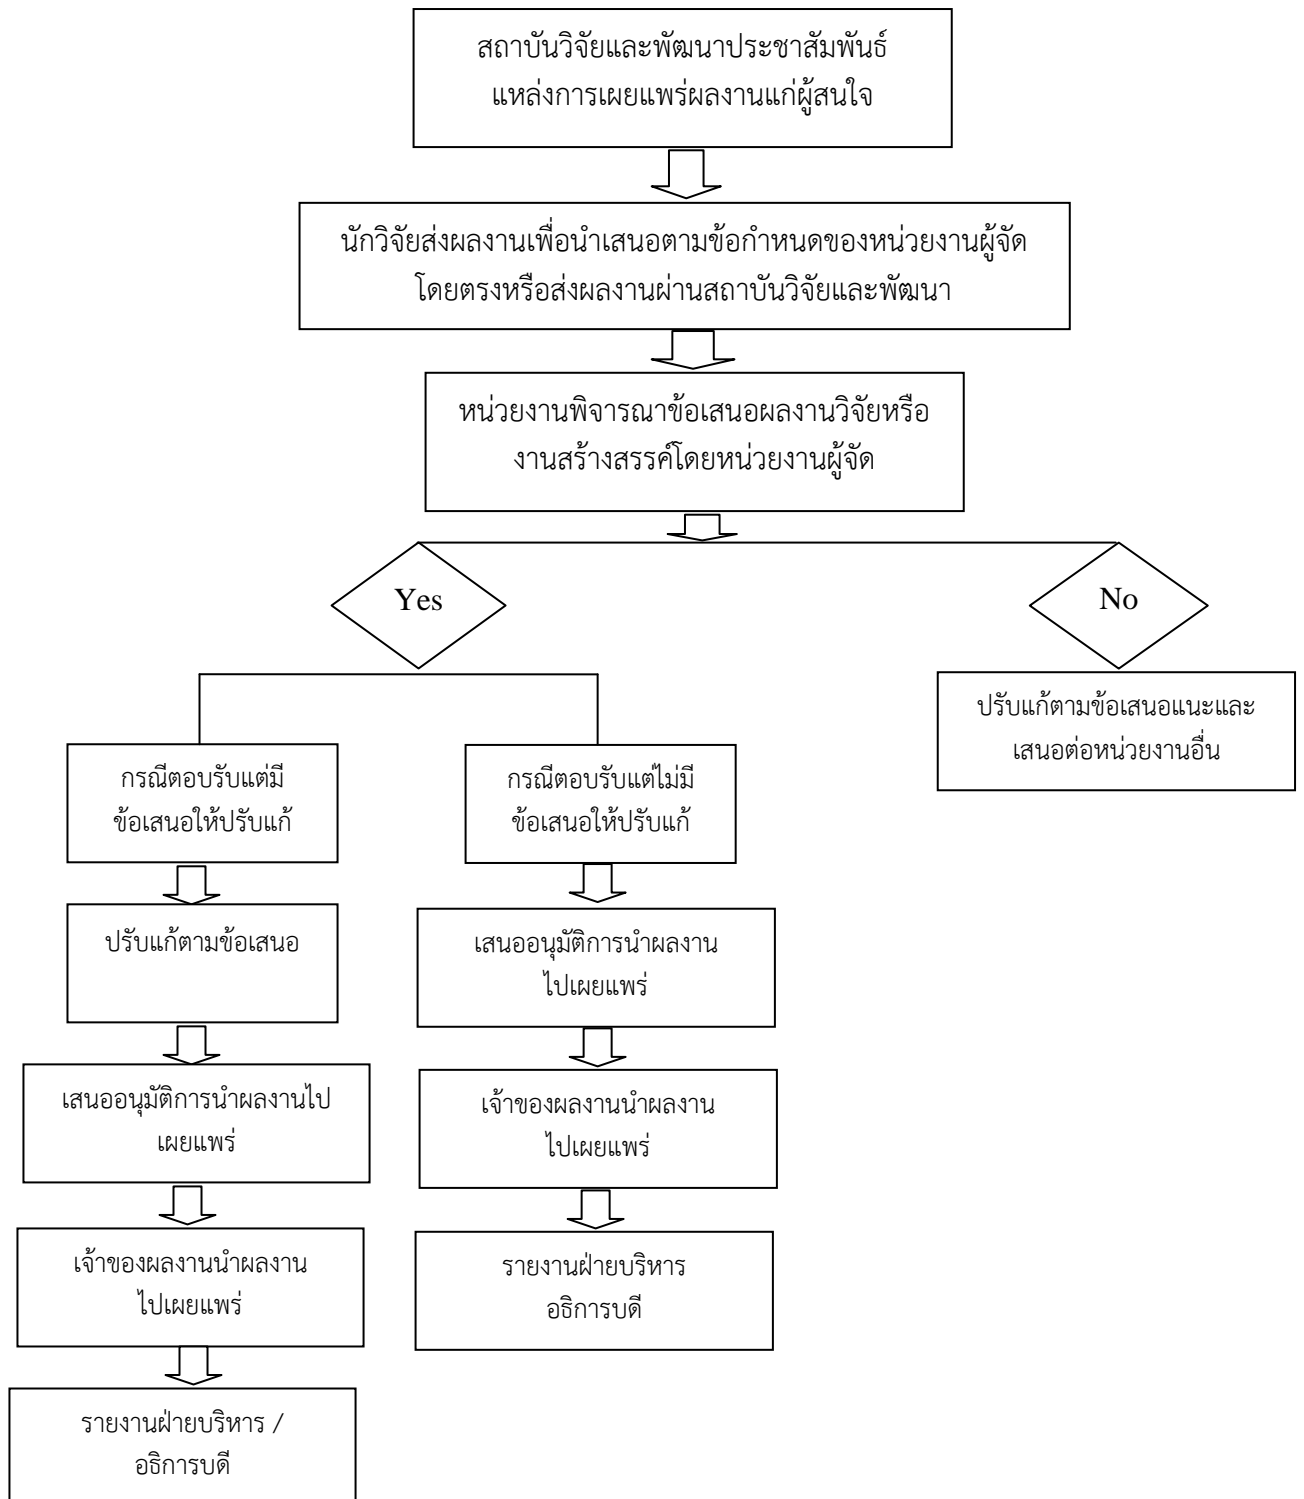 สถาบันวิจัยและพัฒนาประชาสัมพันธ์
แหล่งการเผยแพร่ผลงานแก่ผู้สนใจ
นักวิจัยส่งผลงานเพื่อนำเสนอตามข้อกำหนดของหน่วยงานผู้จัด
โดยตรงหรือส่งผลงานผ่านสถาบันวิจัยและพัฒนา
หน่วยงานพิจารณาข้อเสนอผลงานวิจัยหรือ
งานสร้างสรรค์โดยหน่วยงานผู้จัด
Yes
No
ปรับแก้ตามข้อเสนอแนะและ
เสนอต่อหน่วยงานอื่น
กรณีตอบรับแต่มี
ข้อเสนอให้ปรับแก้
ปรับแก้ตามข้อเสนอ
เสนออนุมัติการนำผลงานไป
เผยแพร่
เจ้าของผลงานนำผลงาน
ไปเผยแพร่
รายงานฝ่ายบริหาร /
อธิการบดี
กรณีตอบรับแต่ไม่มี
ข้อเสนอให้ปรับแก้
เสนออนุมัติการนำผลงาน
ไปเผยแพร่
เจ้าของผลงานนำผลงาน
ไปเผยแพร่
รายงานฝ่ายบริหาร
อธิการบดี